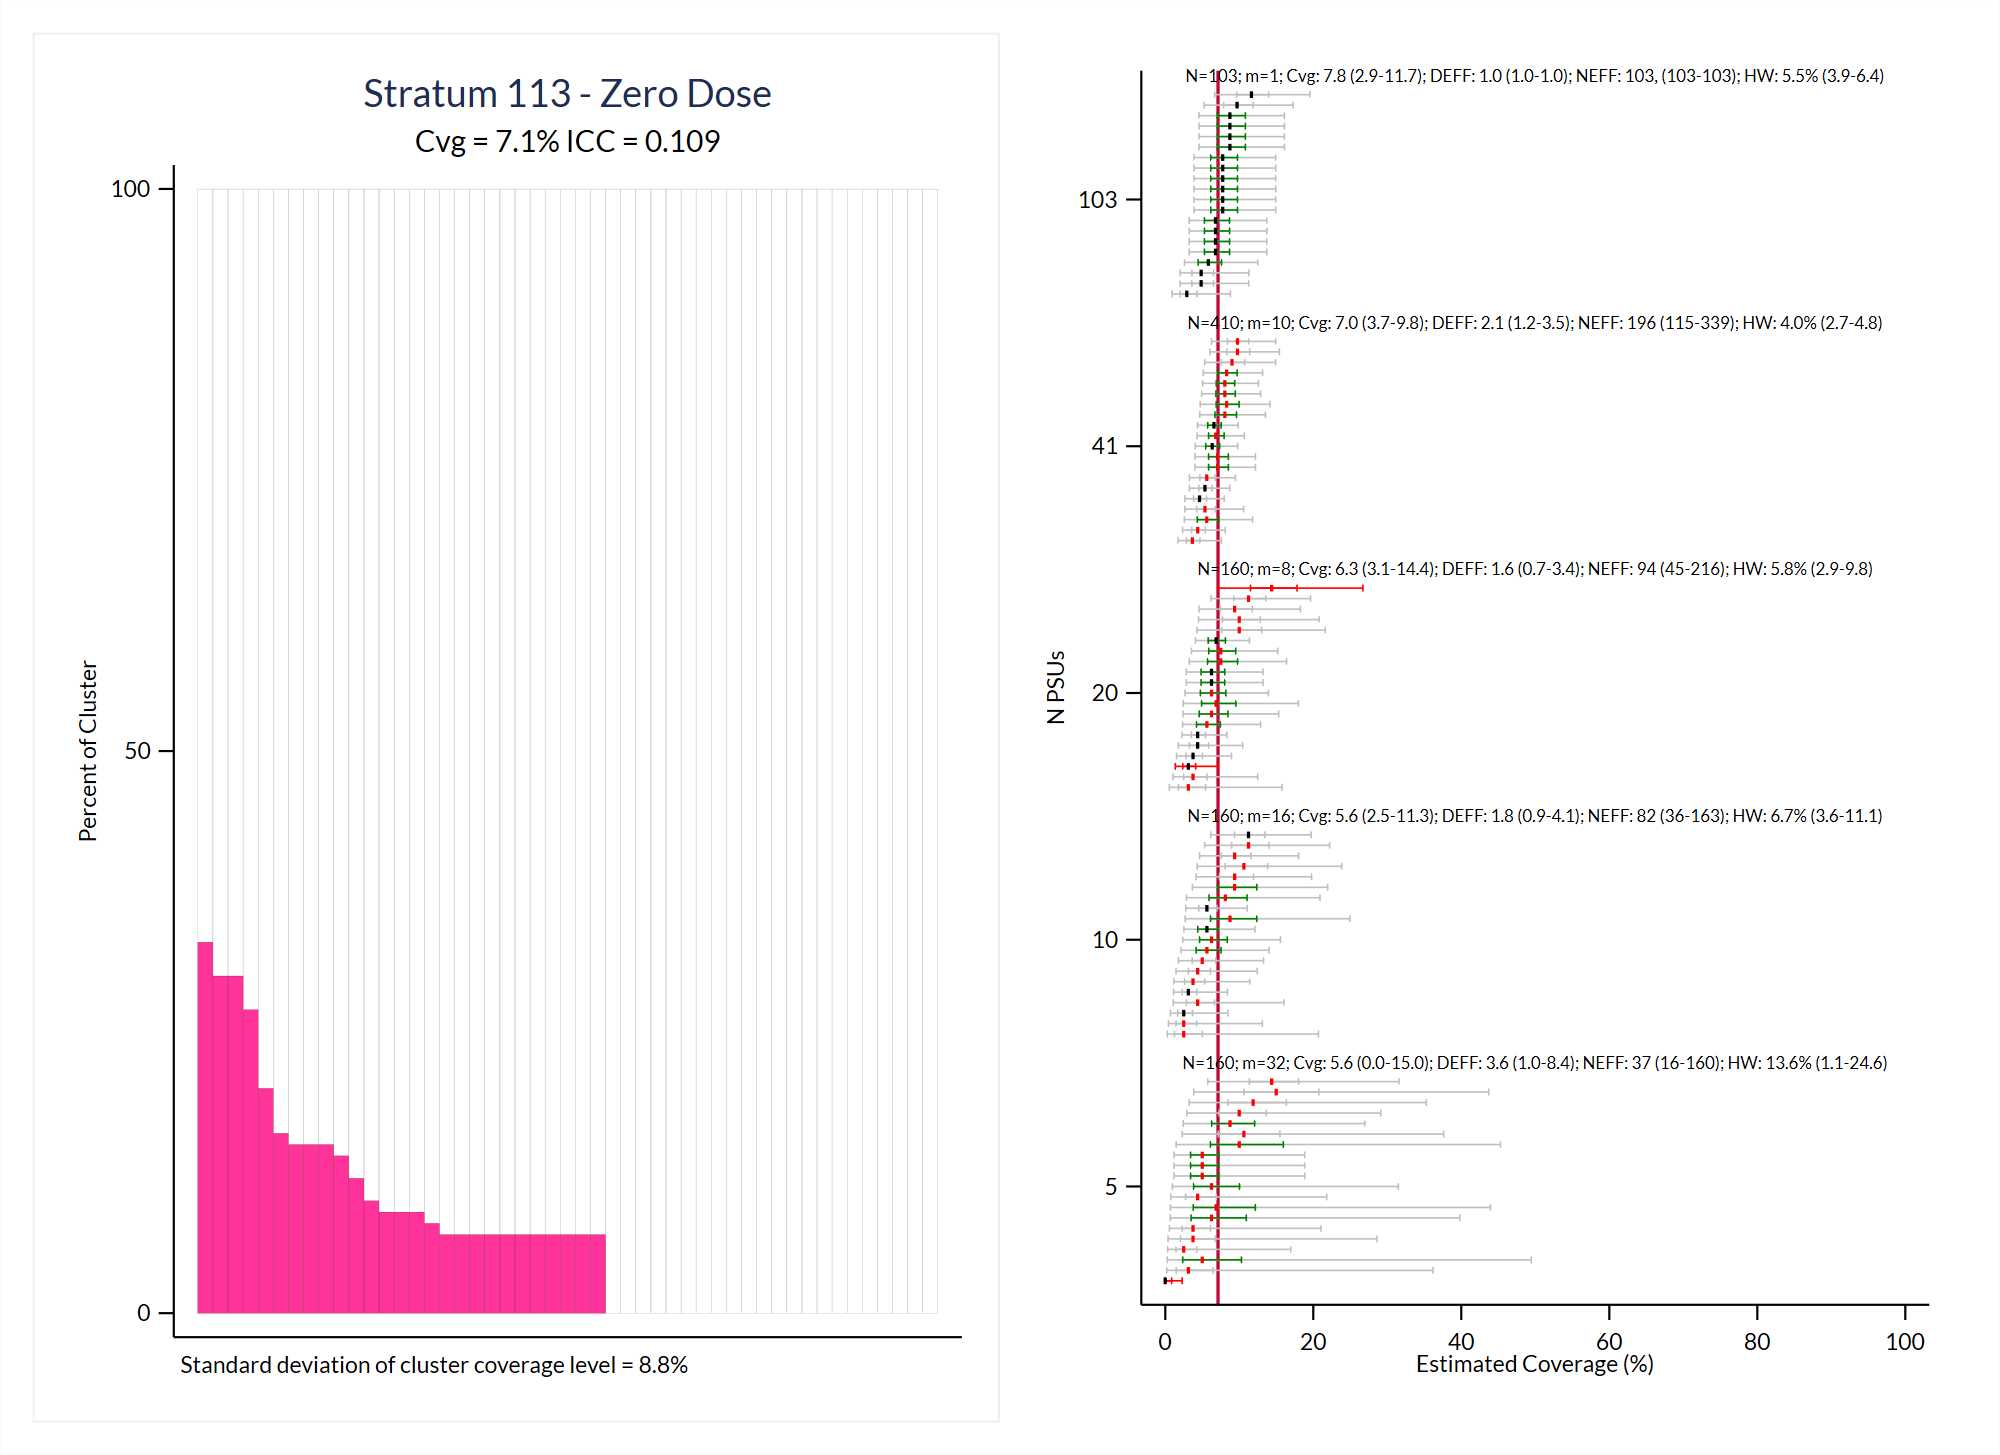 Stratum 113 - Zero Dose
Cvg = 7.1% ICC = 0.109
100
50
0
Percent of Cluster
Standard deviation of cluster coverage level = 8.8%
N=103; m=1; Cvg: 7.8 (2.9-11.7); DEFF: 1.0 (1.0-1.0); NEFF: 103, (103-103); HW: 5.5% (3.9-6.4)
103
N=410; m=10; Cvg: 7.0 (3.7-9.8); DEFF: 2.1 (1.2-3.5); NEFF: 196 (115-339); HW: 4.0% (2.7-4.8)
41
N=160; m=8; Cvg: 6.3 (3.1-14.4); DEFF: 1.6 (0.7-3.4); NEFF: 94 (45-216); HW: 5.8% (2.9-9.8)
N PSUs
20
N=160; m=16; Cvg: 5.6 (2.5-11.3); DEFF: 1.8 (0.9-4.1); NEFF: 82 (36-163); HW: 6.7% (3.6-11.1)
10
N=160; m=32; Cvg: 5.6 (0.0-15.0); DEFF: 3.6 (1.0-8.4); NEFF: 37 (16-160); HW: 13.6% (1.1-24.6)
5
0 20 40 60 80 100
Estimated Coverage (%)